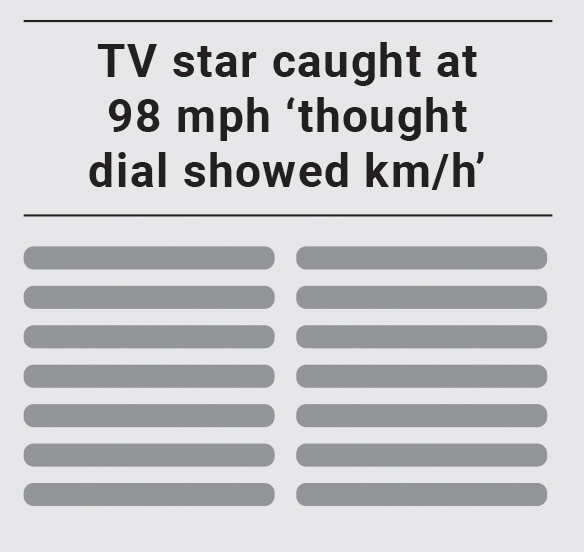 TV star caught at
98 mph ‘thought
dial showed km/h’